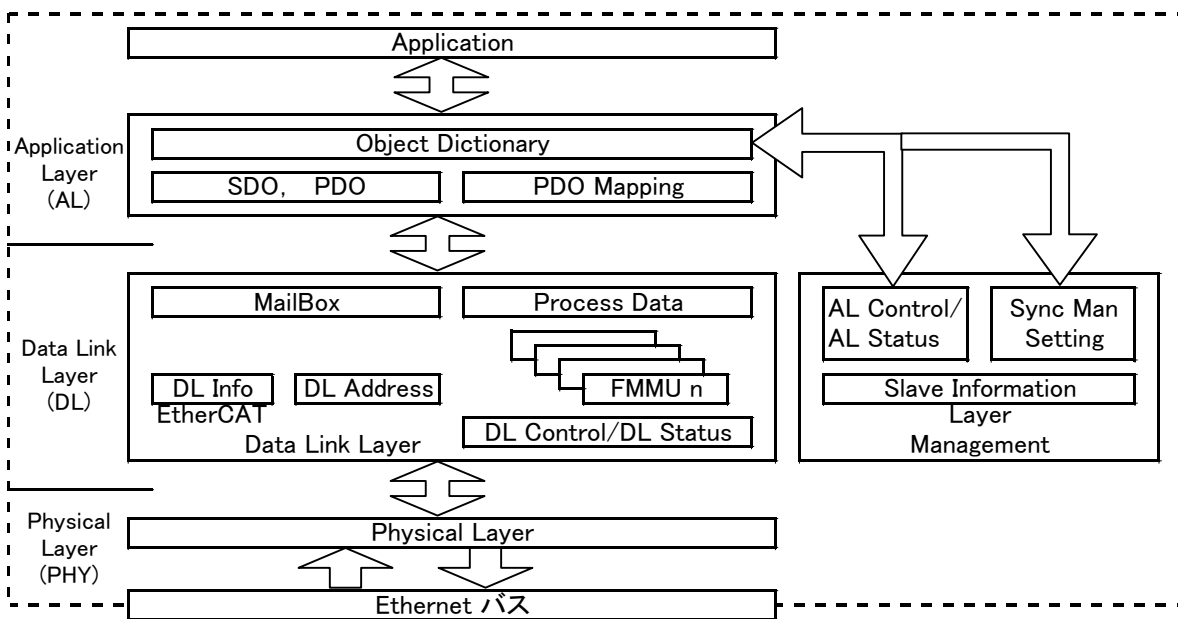 Application
Application
Layer
(AL)
Object Dictionary
SDO, PDO
PDO Mapping
Data Link
Layer
(DL)
MailBox
Process Data
DL Info
DL Address
FMMU n
EtherCAT
Data Link Layer
DL Control/DL Status
AL Control/
AL Status
Sync Man
Setting
Slave Information
Layer
Management
Physical
Layer
(PHY)
Physical Layer
Ethernet バス